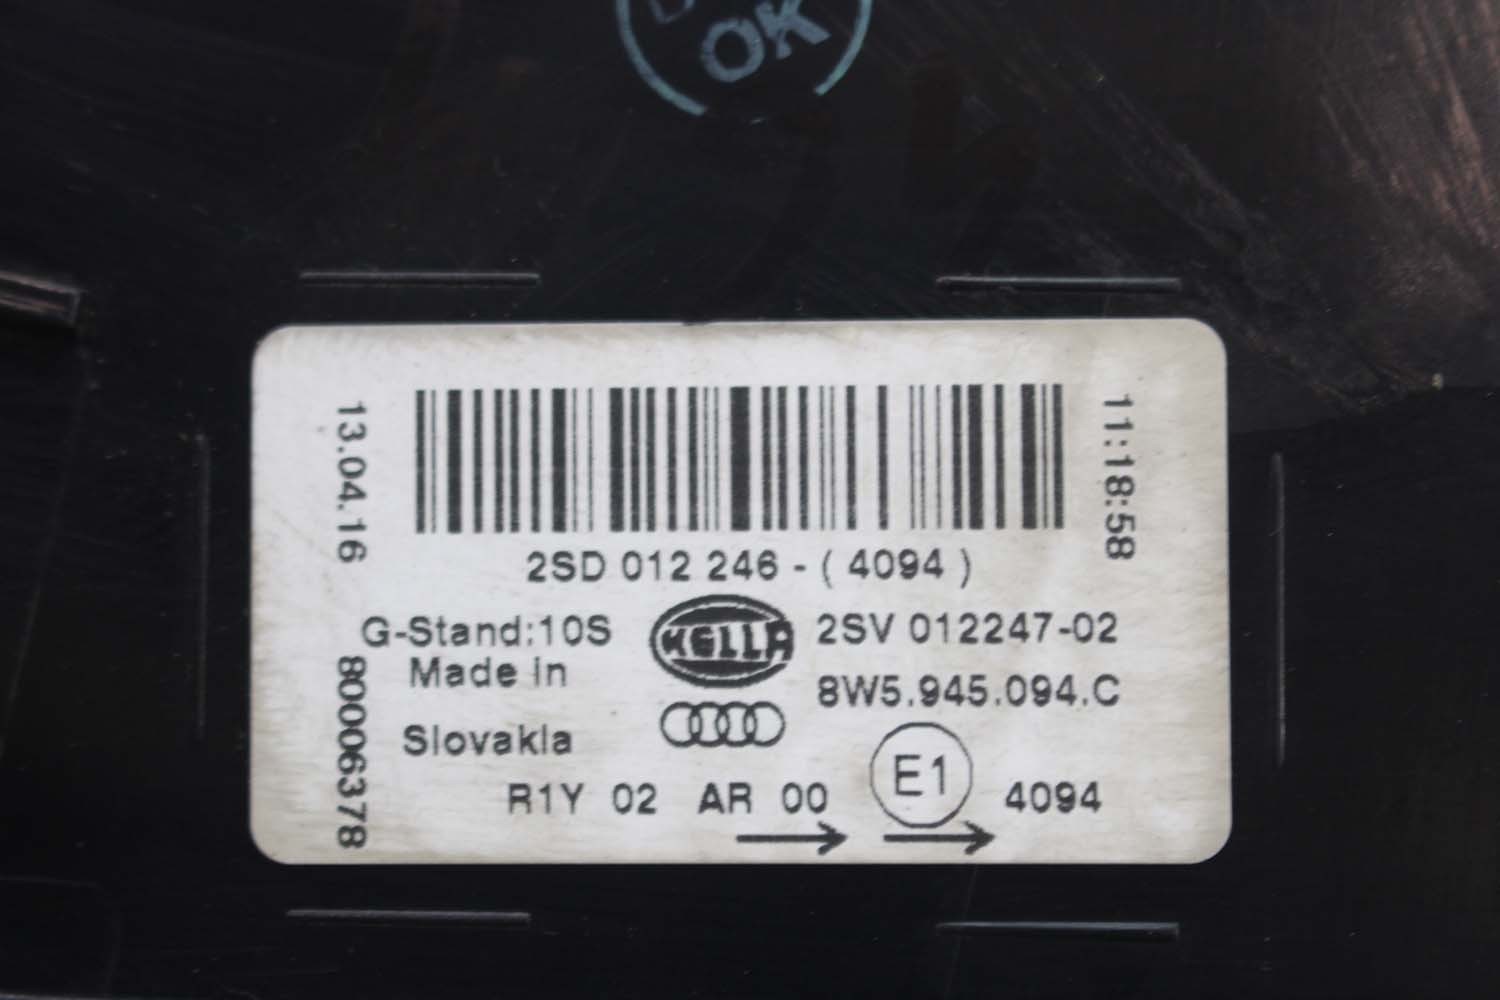 OK
13.04.16
11:18:58
2SD 012 246 - ( 4094 )
G-Stand:10S
HELLA
2SV 012247-02
Made in
8W5.945.094.C
Slovakia
80006378
R1Y 02 AR 00
E1
4094